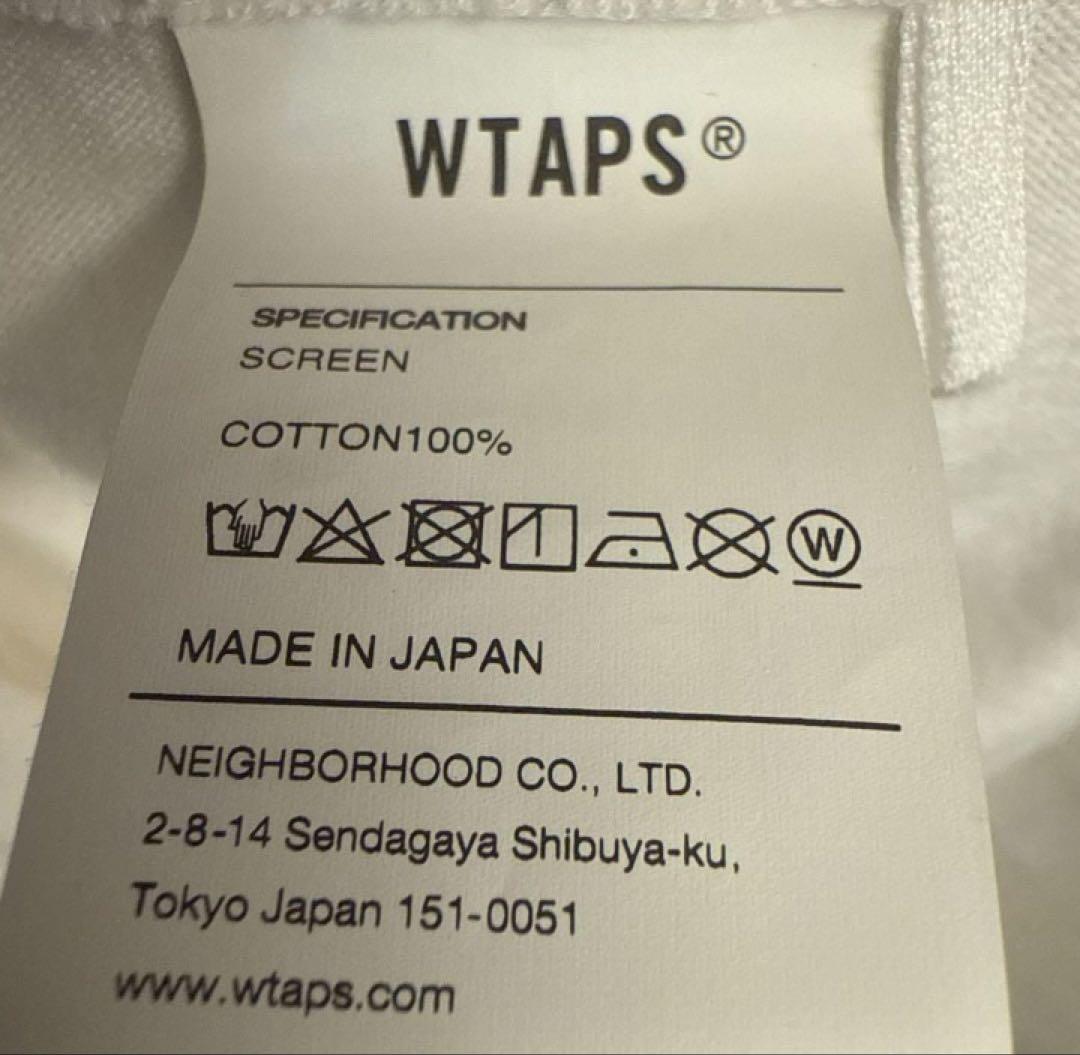 WTAPS®
SPECIFICATION
SCREEN
COTTON100%
W
MADE IN JAPAN
NEIGHBORHOOD CO., LTD.
2-8-14 Sendagaya Shibuya-ku,
Tokyo Japan 151-0051
www.wtaps.com